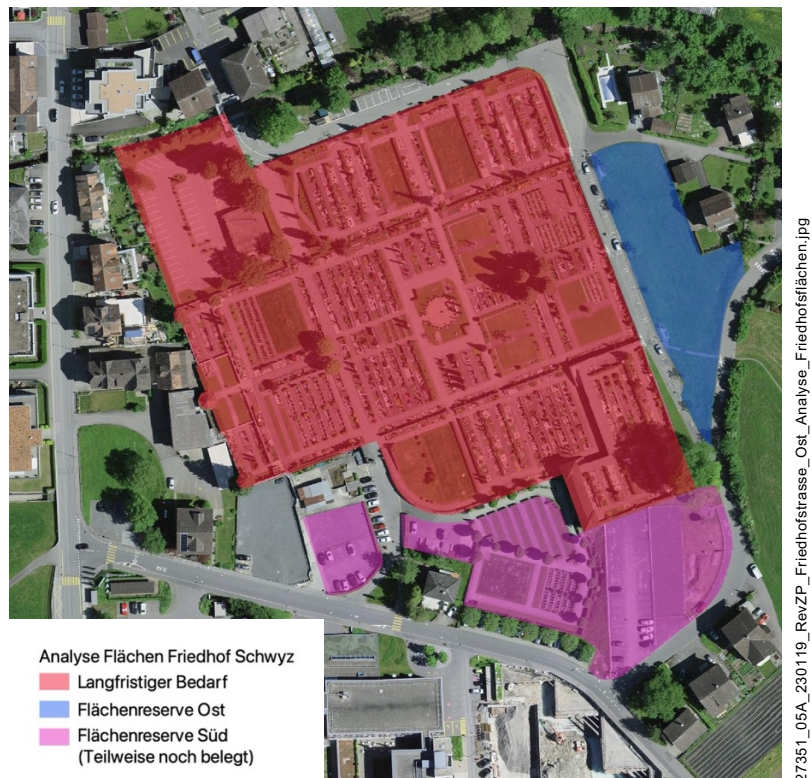 Analyse Flächen Friedhof Schwyz
Langfristiger Bedarf
Flächenreserve Ost
Flächenreserve Süd
(Teilweise noch belegt)
27351_05A_230119_RevZP_Friedhofstrasse_Ost_Analyse_Friedhofsflächen.jpg